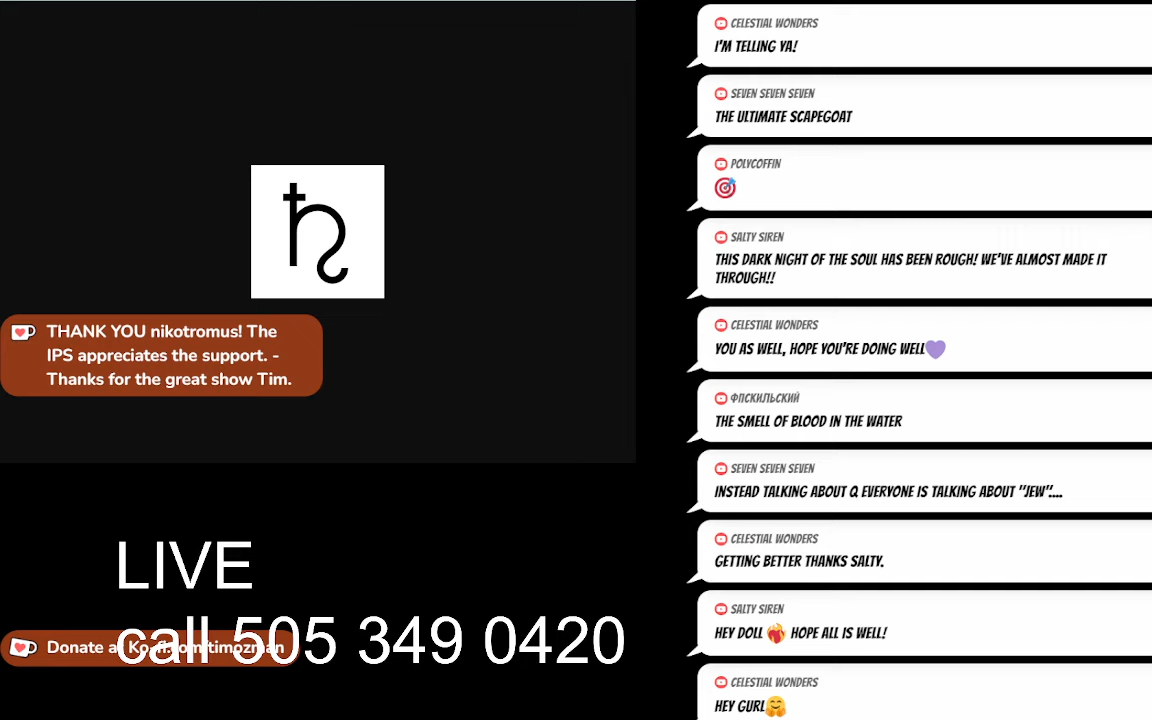 THANK YOU nikotromus! The
IPS appreciates the support. -
Thanks for the great show Tim.
LIVE
call 505 349 0420
Donate at Ko-fi.com/timozman
CELESTIAL WONDERS
I'M TELLING YA!
SEVEN SEVEN SEVEN
THE ULTIMATE SCAPEGOAT
POLYCOFFIN
🎯
SALTY SIREN
THIS DARK NIGHT OF THE SOUL HAS BEEN ROUGH! WE'VE ALMOST MADE IT
THROUGH!!
CELESTIAL WONDERS
YOU AS WELL, HOPE YOU'RE DOING WELL💜
ФПСКИЛЬСКИЙ
THE SMELL OF BLOOD IN THE WATER
SEVEN SEVEN SEVEN
INSTEAD TALKING ABOUT Q EVERYONE IS TALKING ABOUT "JEW"....
CELESTIAL WONDERS
GETTING BETTER THANKS SALTY.
SALTY SIREN
HEY DOLL ❤️‍🔥 HOPE ALL IS WELL!
CELESTIAL WONDERS
HEY GURL🤗